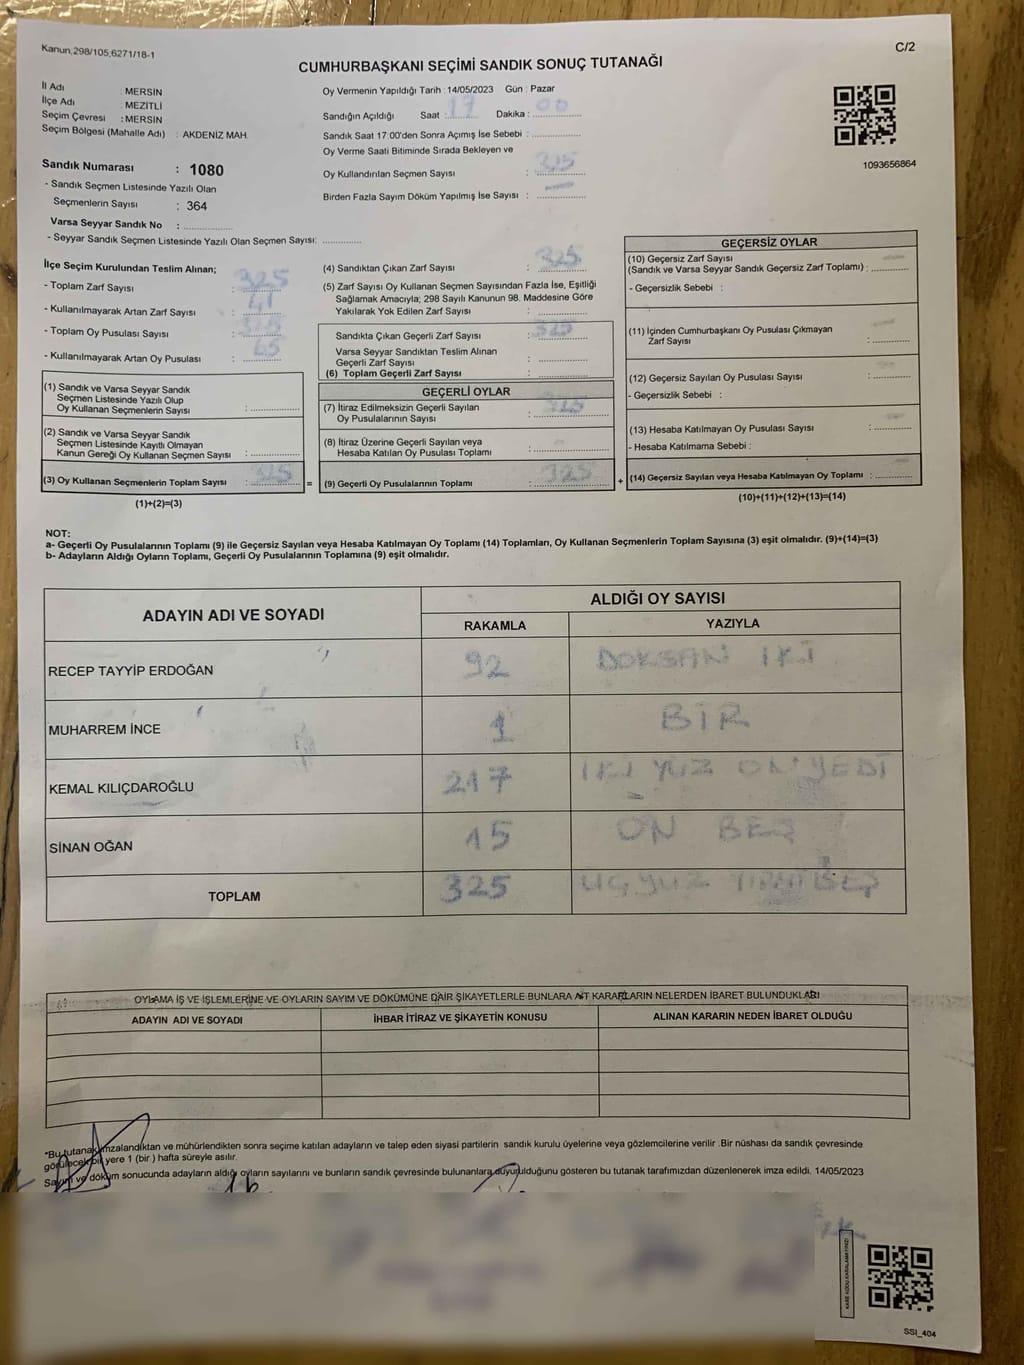 Kanun,298/105,6271/18-1
C/2
CUMHURBAŞKANI SEÇİMİ SANDIK SONUÇ TUTANAĞI
İl Adı : MERSİN
İlçe Adı : MEZİTLİ
Seçim Çevresi : MERSİN
Seçim Bölgesi (Mahalle Adı) : AKDENİZ MAH.
Sandık Numarası : 1080
- Sandık Seçmen Listesinde Yazılı Olan
Seçmenlerin Sayısı : 364
Varsa Seyyar Sandık No :
- Seyyar Sandık Seçmen Listesinde Yazılı Olan Seçmen Sayısı:
Oy Vermenin Yapıldığı Tarih : 14/05/2023 Gün : Pazar
Sandığın Açıldığı Saat : 17 Dakika : 00
Sandık Saat 17:00'den Sonra Açımış İse Sebebi :
Oy Verme Saati Bitiminde Sırada Bekleyen ve
Oy Kullandırılan Seçmen Sayısı : 325
Birden Fazla Sayım Döküm Yapılmış İse Sayısı : —
1093656864
İlçe Seçim Kurulundan Teslim Alınan;
- Toplam Zarf Sayısı : 325
- Kullanılmayarak Artan Zarf Sayısı : 41
- Toplam Oy Pusulası Sayısı : 325
- Kullanılmayarak Artan Oy Pusulası : 65
(1) Sandık ve Varsa Seyyar Sandık
Seçmen Listesinde Yazılı Olup
Oy Kullanan Seçmenlerin Sayısı :
(2) Sandık ve Varsa Seyyar Sandık
Seçmen Listesinde Kayıtlı Olmayan
Kanun Gereği Oy Kullanan Seçmen Sayısı :
(3) Oy Kullanan Seçmenlerin Toplam Sayısı : 325
(1)+(2)=(3)
=
(4) Sandıktan Çıkan Zarf Sayısı : 325
(5) Zarf Sayısı Oy Kullanan Seçmen Sayısından Fazla İse, Eşitliği
Sağlamak Amacıyla; 298 Sayılı Kanunun 98. Maddesine Göre
Yakılarak Yok Edilen Zarf Sayısı :
Sandıkta Çıkan Geçerli Zarf Sayısı : 325
Varsa Seyyar Sandıktan Teslim Alınan
Geçerli Zarf Sayısı :
(6) Toplam Geçerli Zarf Sayısı :
GEÇERLİ OYLAR
(7) İtiraz Edilmeksizin Geçerli Sayılan
Oy Pusulalarının Sayısı : 325
(8) İtiraz Üzerine Geçerli Sayılan veya
Hesaba Katılan Oy Pusulası Toplamı :
(9) Geçerli Oy Pusulalarının Toplamı : 325
+
GEÇERSİZ OYLAR
(10) Geçersiz Zarf Sayısı
(Sandık ve Varsa Seyyar Sandık Geçersiz Zarf Toplamı) :
- Geçersizlik Sebebi :
(11) İçinden Cumhurbaşkanı Oy Pusulası Çıkmayan
Zarf Sayısı :
(12) Geçersiz Sayılan Oy Pusulası Sayısı :
- Geçersizlik Sebebi :
(13) Hesaba Katılmayan Oy Pusulası Sayısı :
- Hesaba Katılmama Sebebi :
(14) Geçersiz Sayılan veya Hesaba Katılmayan Oy Toplamı :
(10)+(11)+(12)+(13)=(14)
NOT:
a- Geçerli Oy Pusulalarının Toplamı (9) ile Geçersiz Sayılan veya Hesaba Katılmayan Oy Toplamı (14) Toplamları, Oy Kullanan Seçmenlerin Toplam Sayısına (3) eşit olmalıdır. (9)+(14)=(3)
b- Adayların Aldığı Oyların Toplamı, Geçerli Oy Pusulalarının Toplamına (9) eşit olmalıdır.
ADAYIN ADI VE SOYADI
ALDIĞI OY SAYISI
RAKAMLA YAZIYLA
RECEP TAYYİP ERDOĞAN 92 DOKSAN İKİ
MUHARREM İNCE 1 BİR
KEMAL KILIÇDAROĞLU 217 İKİ YÜZ ON YEDİ
SİNAN OĞAN 15 ON BEŞ
TOPLAM 325 ÜÇ YÜZ YİRMİ BEŞ
OYLAMA İŞ VE İŞLEMLERİNE VE OYLARIN SAYIM VE DÖKÜMÜNE DAİR ŞİKAYETLERLE BUNLARA AİT KARARLARIN NELERDEN İBARET BULUNDUKLARI
ADAYIN ADI VE SOYADI İHBAR İTİRAZ VE ŞİKAYETİN KONUSU ALINAN KARARIN NEDEN İBARET OLDUĞU
*Bu tutanak imzalandıktan ve mühürlendikten sonra seçime katılan adayların ve talep eden siyasi partilerin sandık kurulu üyelerine veya gözlemcilerine verilir .Bir nüshası da sandık çevresinde
görülecek bir yere 1 (bir ) hafta süreyle asılır.
Sayım ve döküm sonucunda adayların aldığı oyların sayılarını ve bunların sandık çevresinde bulunanlara duyurulduğunu gösteren bu tutanak tarafımızdan düzenlenerek imza edildi. 14/05/2023
KARE KODU KARALAMAYINIZ!
SSI_404